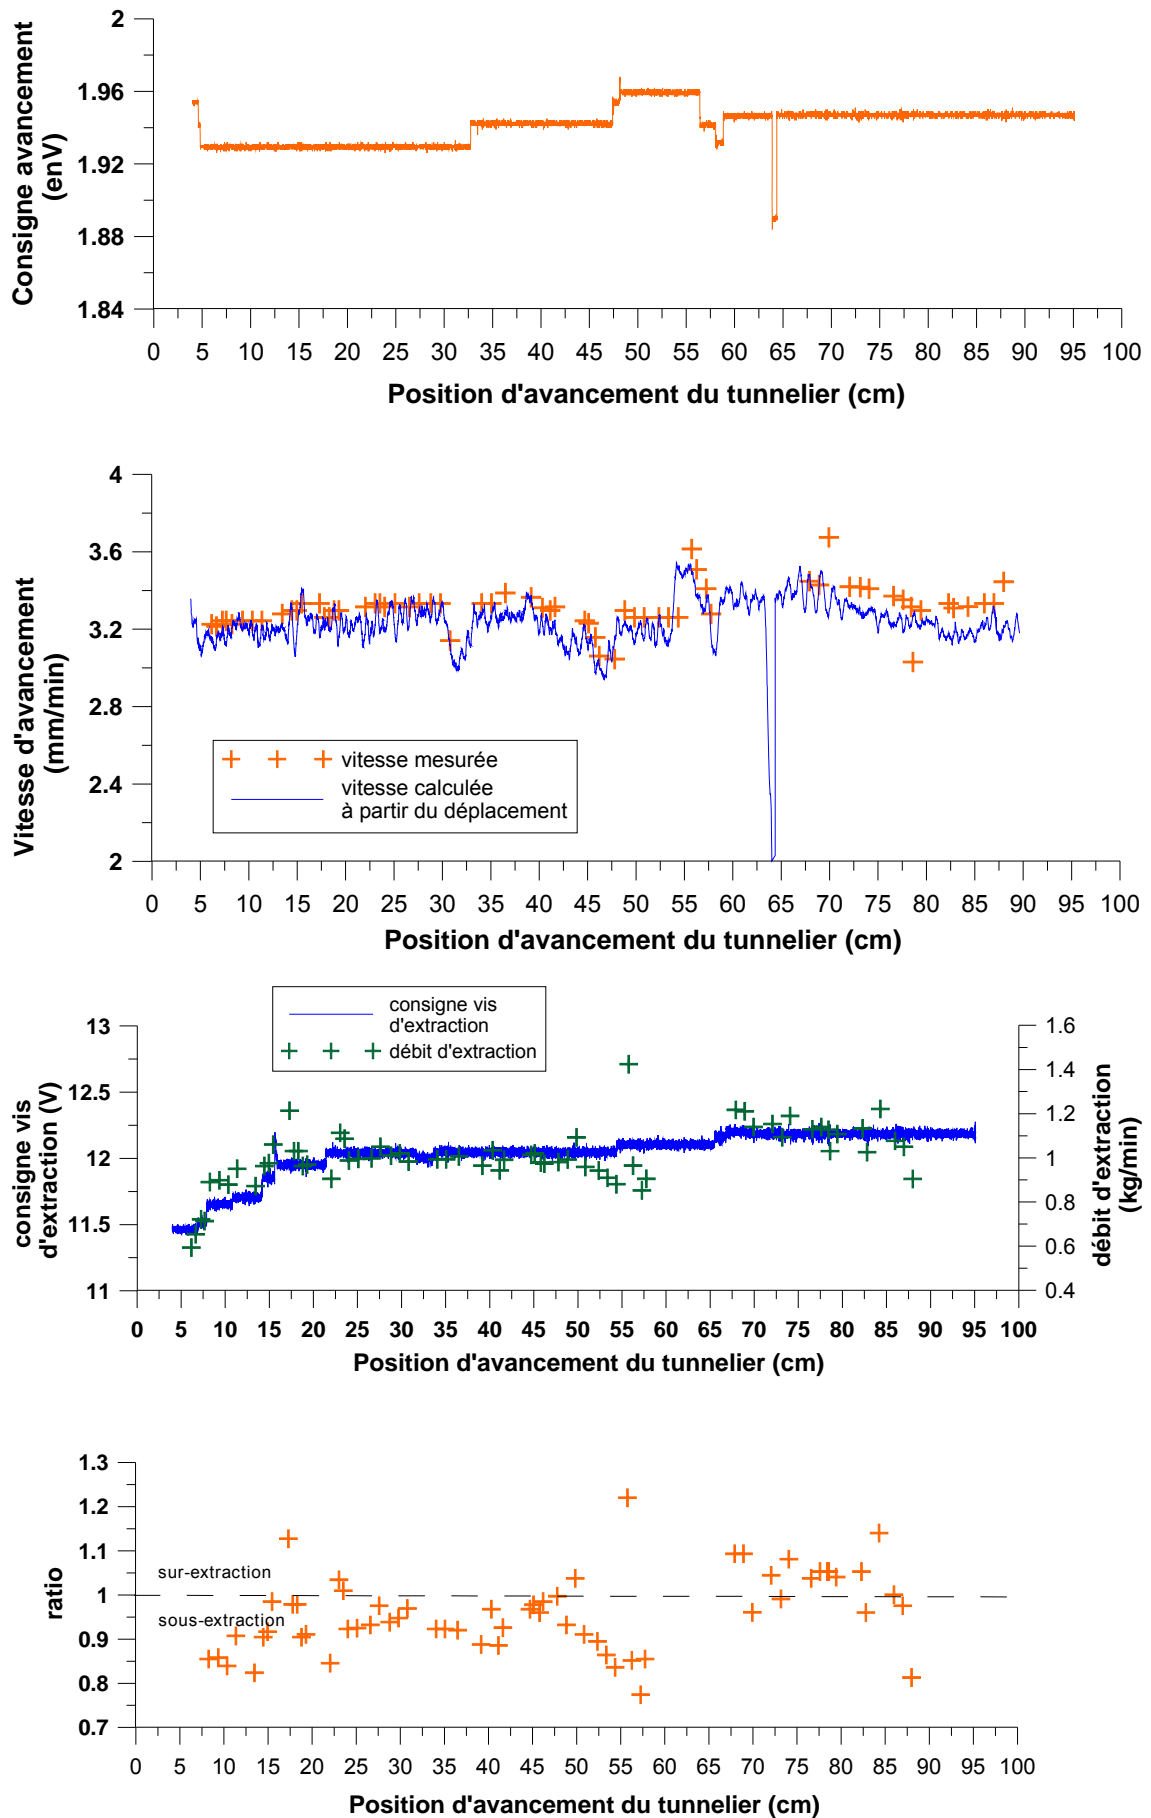 Consigne avancement
(enV)
2
1.96
1.92
1.88
1.84
0 5 10 15 20 25 30 35 40 45 50 55 60 65 70 75 80 85 90 95 100
Position d'avancement du tunnelier (cm)
Vitesse d'avancement
(mm/min)
4
3.6
3.2
2.8
2.4
2
vitesse mesurée
vitesse calculée
à partir du déplacement
0 5 10 15 20 25 30 35 40 45 50 55 60 65 70 75 80 85 90 95 100
Position d'avancement du tunnelier (cm)
consigne vis
d'extraction
débit d'extraction
consigne vis
d'extraction (V)
13
12.5
12
11.5
11
1.6
1.4
1.2
1
0.8
0.6
0.4
débit d'extraction
(kg/min)
0 5 10 15 20 25 30 35 40 45 50 55 60 65 70 75 80 85 90 95 100
Position d'avancement du tunnelier (cm)
ratio
1.3
1.2
1.1
1
0.9
0.8
0.7
sur-extraction
sous-extraction
0 5 10 15 20 25 30 35 40 45 50 55 60 65 70 75 80 85 90 95 100
Position d'avancement du tunnelier (cm)